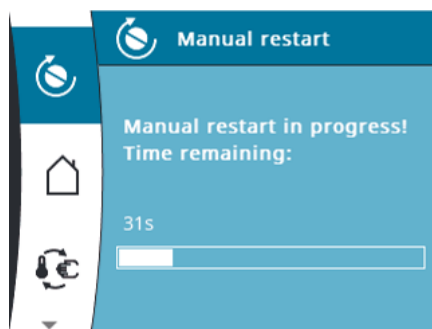 Manual restart
Manual restart in progress!
Time remaining:
31s